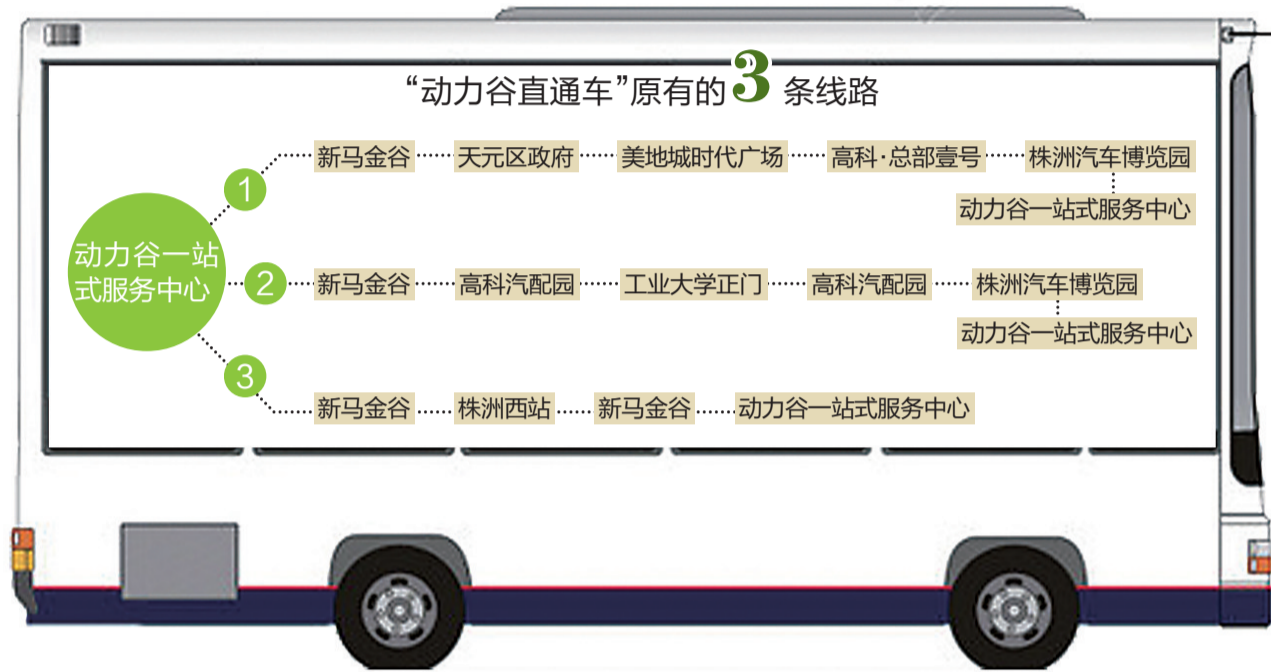 “动力谷直通车”原有的3条线路
1
新马金谷 天元区政府 美地城时代广场 高科·总部壹号 株洲汽车博览园
动力谷一站式服务中心
动力谷一站
式服务中心
2
新马金谷 高科汽配园 工业大学正门 高科汽配园 株洲汽车博览园
动力谷一站式服务中心
3
新马金谷 株洲西站 新马金谷 动力谷一站式服务中心